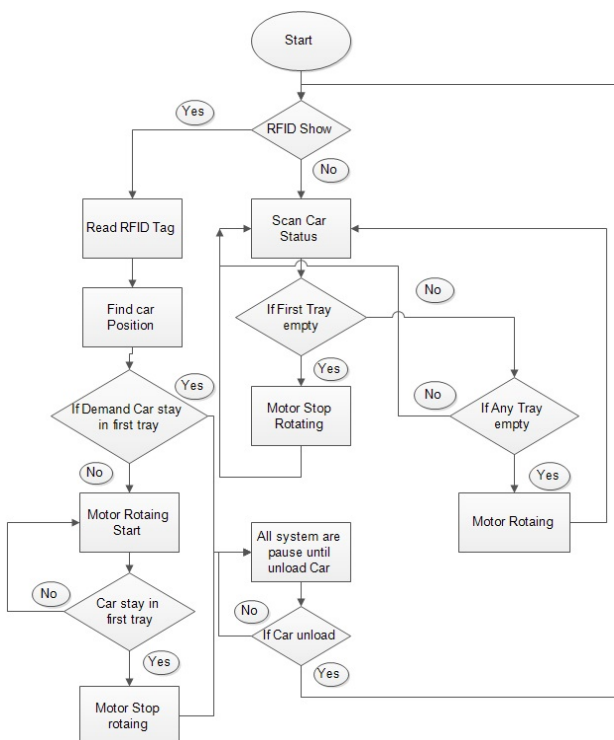 Start
Yes
RFID Show
No
Read RFID Tag
Scan Car
Status
No
Find car
Position
If First Tray
empty
Yes
Yes
If Demand Car stay
in first tray
Motor Stop
Rotating
No
If Any Tray
empty
No
Yes
Motor Rotaing
Start
All system are
pause until
unload Car
Motor Rotaing
No
Car stay in
first tray
No
If Car unload
Yes
Yes
Motor Stop
rotaing